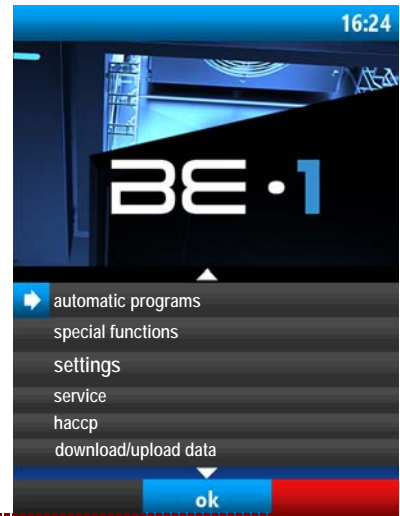 16:24
BE·1
automatic programs
special functions
settings
service
haccp
download/upload data
ok